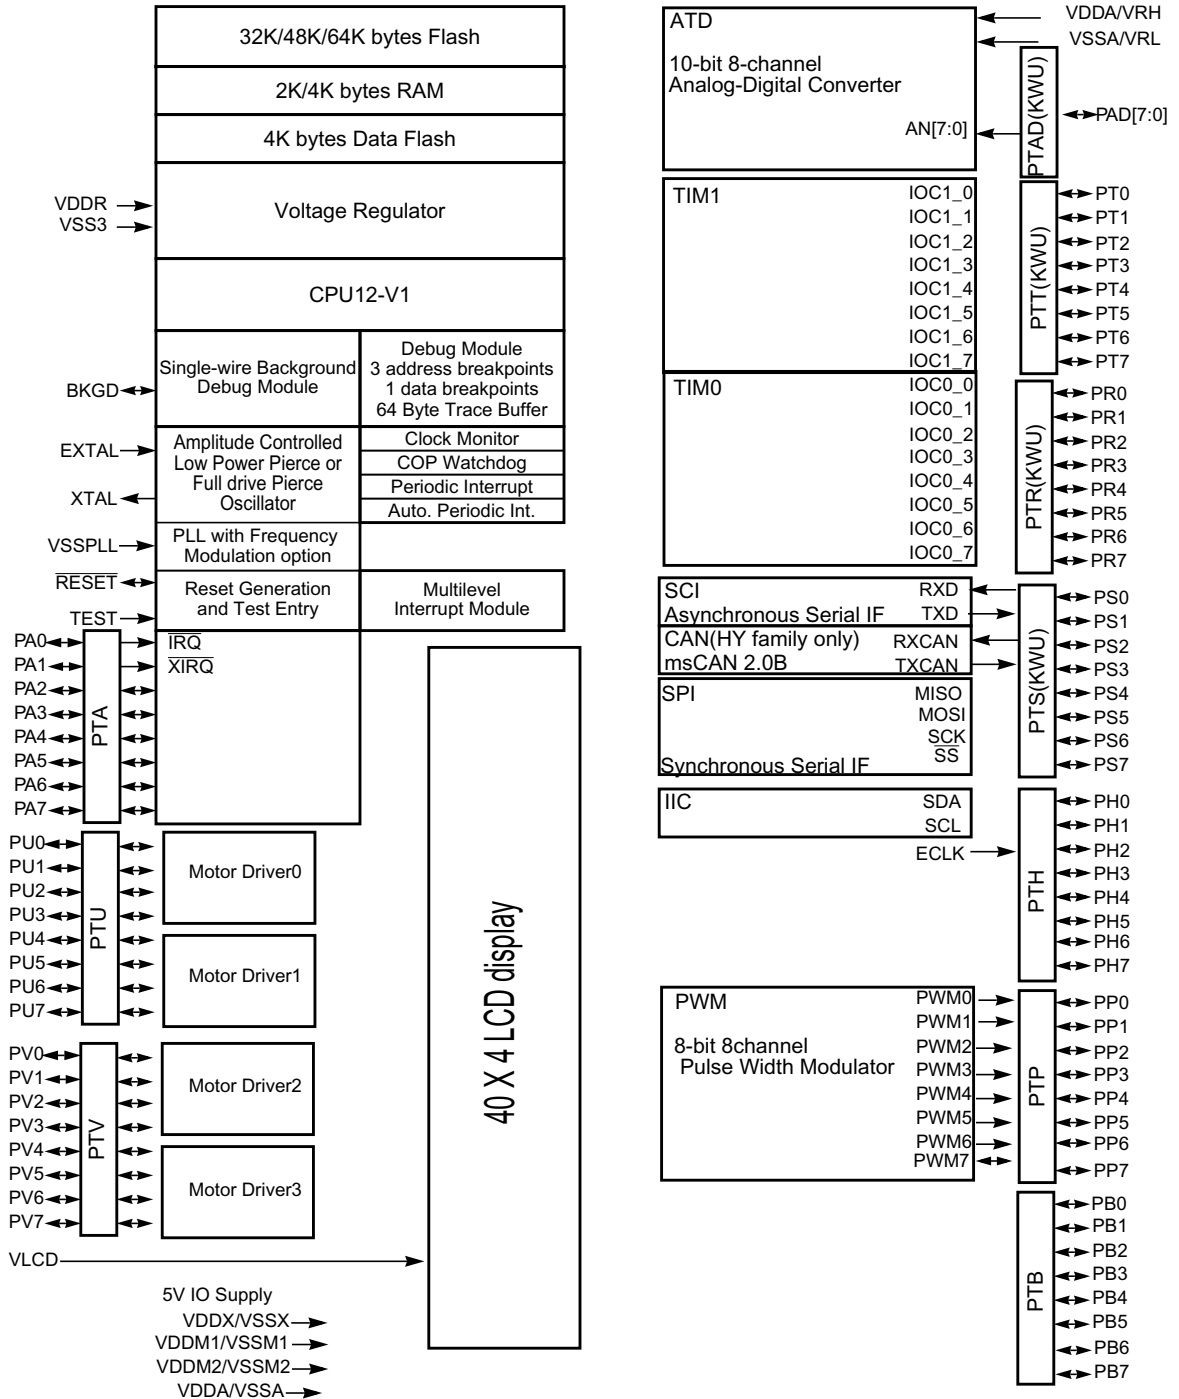 32K/48K/64K bytes Flash
2K/4K bytes RAM
4K bytes Data Flash
VDDR
VSS3
Voltage Regulator
CPU12-V1
BKGD
Single-wire Background
Debug Module
Debug Module
3 address breakpoints
1 data breakpoints
64 Byte Trace Buffer
EXTAL
XTAL
Amplitude Controlled
Low Power Pierce or
Full drive Pierce
Oscillator
Clock Monitor
COP Watchdog
Periodic Interrupt
Auto. Periodic Int.
VSSPLL
PLL with Frequency
Modulation option
RESET
TEST
Reset Generation
and Test Entry
Multilevel
Interrupt Module
PA0
PA1
PA2
PA3
PA4
PA5
PA6
PA7
PTA
IRQ
XIRQ
PU0
PU1
PU2
PU3
PU4
PU5
PU6
PU7
PTU
Motor Driver0
Motor Driver1
PV0
PV1
PV2
PV3
PV4
PV5
PV6
PV7
PTV
Motor Driver2
Motor Driver3
VLCD
40 X 4 LCD display
5V IO Supply
VDDX/VSSX
VDDM1/VSSM1
VDDM2/VSSM2
VDDA/VSSA
ATD
10-bit 8-channel
Analog-Digital Converter
AN[7:0]
VDDA/VRH
VSSA/VRL
PTAD(KWU)
PAD[7:0]
TIM1
IOC1_0
IOC1_1
IOC1_2
IOC1_3
IOC1_4
IOC1_5
IOC1_6
IOC1_7
PTT(KWU)
PT0
PT1
PT2
PT3
PT4
PT5
PT6
PT7
TIM0
IOC0_0
IOC0_1
IOC0_2
IOC0_3
IOC0_4
IOC0_5
IOC0_6
IOC0_7
PTR(KWU)
PR0
PR1
PR2
PR3
PR4
PR5
PR6
PR7
SCI
Asynchronous Serial IF
RXD
TXD
CAN(HY family only)
msCAN 2.0B
RXCAN
TXCAN
SPI
Synchronous Serial IF
MISO
MOSI
SCK
SS
PTS(KWU)
PS0
PS1
PS2
PS3
PS4
PS5
PS6
PS7
IIC
SDA
SCL
ECLK
PTH
PH0
PH1
PH2
PH3
PH4
PH5
PH6
PH7
PWM
8-bit 8channel
Pulse Width Modulator
PWM0
PWM1
PWM2
PWM3
PWM4
PWM5
PWM6
PWM7
PTP
PP0
PP1
PP2
PP3
PP4
PP5
PP6
PP7
PTB
PB0
PB1
PB2
PB3
PB4
PB5
PB6
PB7